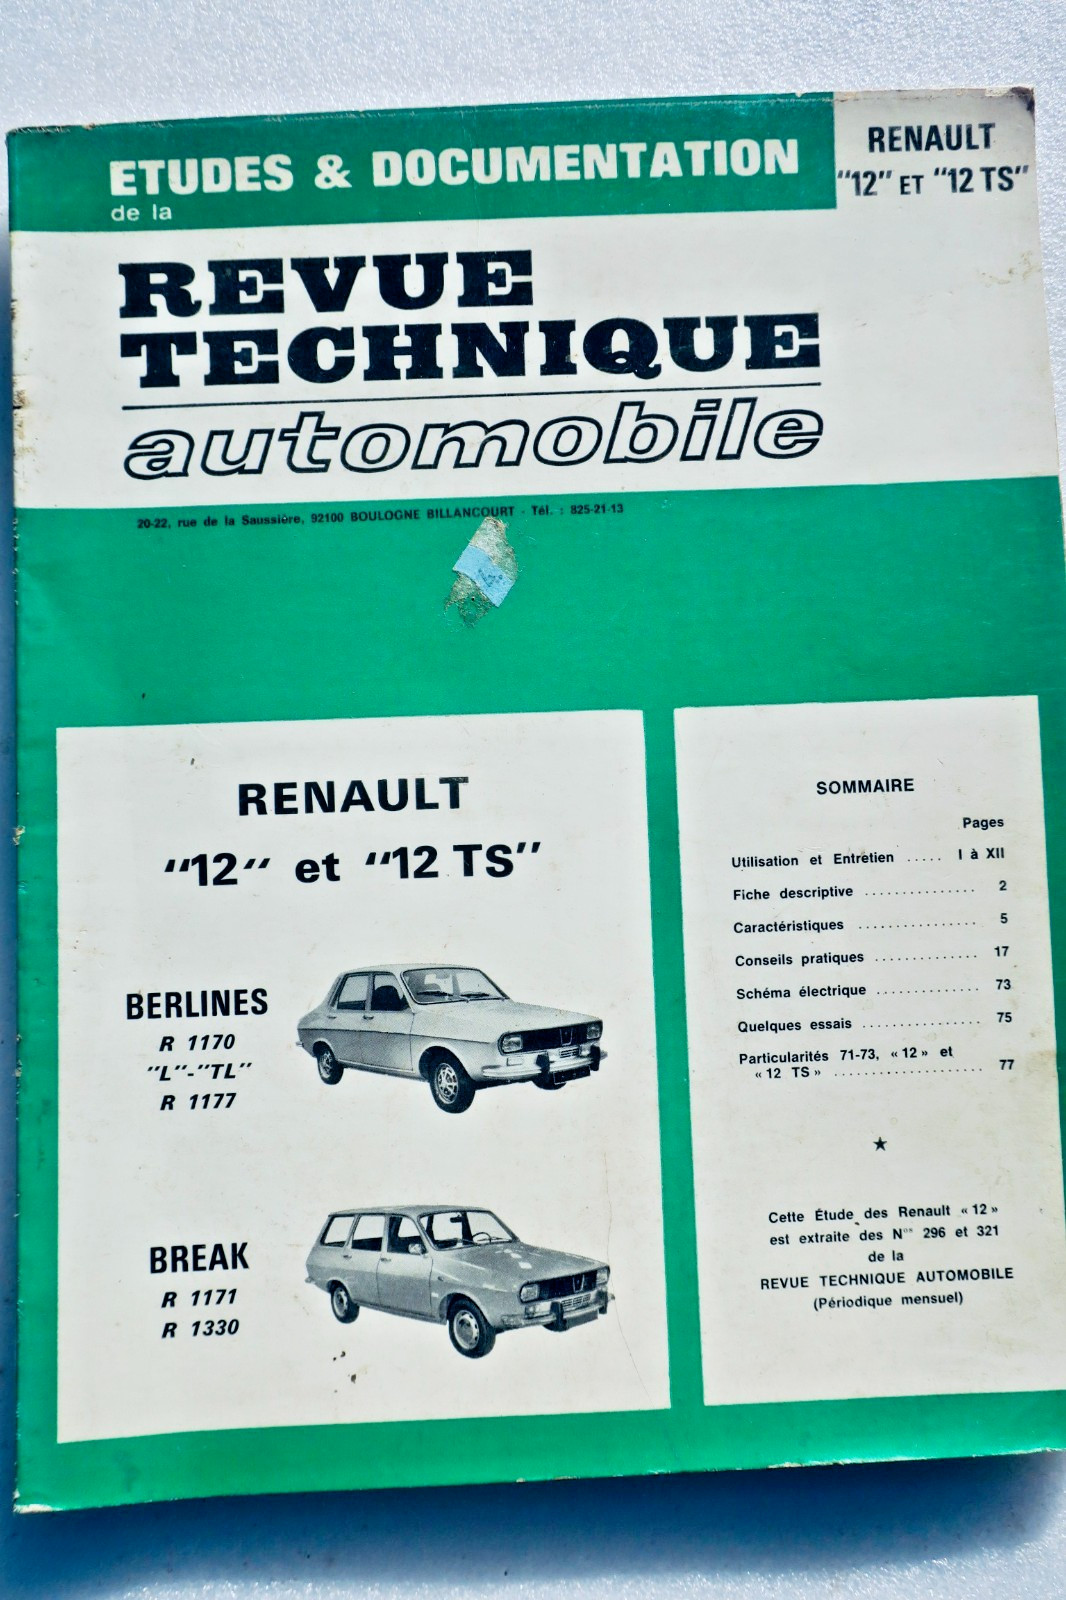 ETUDES & DOCUMENTATION
de la
RENAULT
"12" ET "12 TS"
REVUE
TECHNIQUE
automobile
20-22, rue de la Saussière, 92100 BOULOGNE BILLANCOURT - Tél. : 825-21-13
RENAULT
"12" et "12 TS"
BERLINES
R 1170
"L"-"TL"
R 1177
BREAK
R 1171
R 1330
SOMMAIRE
Pages
Utilisation et Entretien ..... I à XII
Fiche descriptive ............... 2
Caractéristiques ................ 5
Conseils pratiques .............. 17
Schéma électrique .............. 73
Quelques essais ................ 75
Particularités 71-73, « 12 » et
« 12 TS » .................... 77
★
Cette Étude des Renault « 12 »
est extraite des Nos 296 et 321
de la
REVUE TECHNIQUE AUTOMOBILE
(Périodique mensuel)